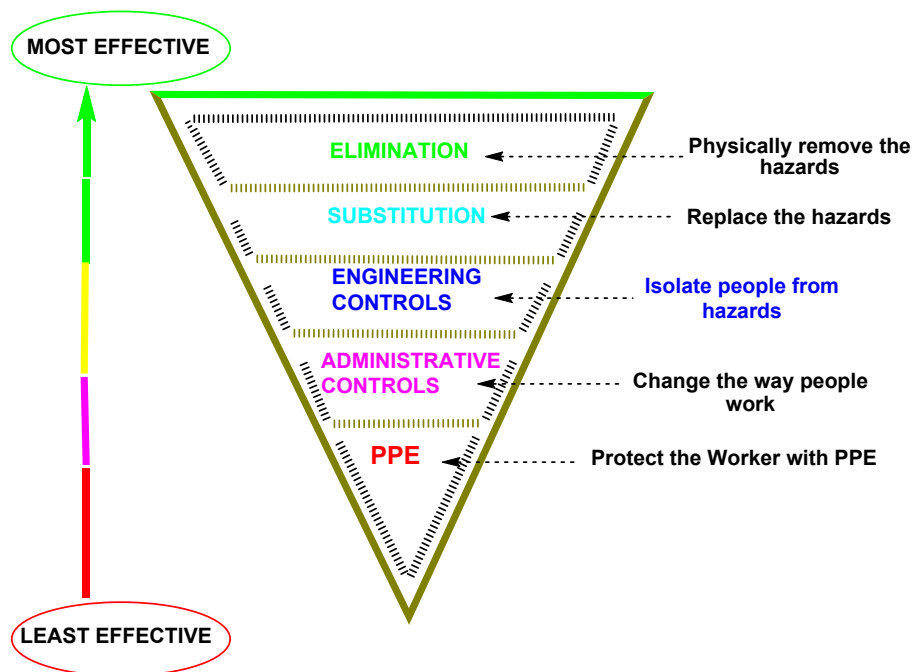 MOST EFFECTIVE
ELIMINATION
Physically remove the
hazards
SUBSTITUTION
Replace the hazards
ENGINEERING
CONTROLS
Isolate people from
hazards
ADMINISTRATIVE
CONTROLS
Change the way people
work
PPE
Protect the Worker with PPE
LEAST EFFECTIVE